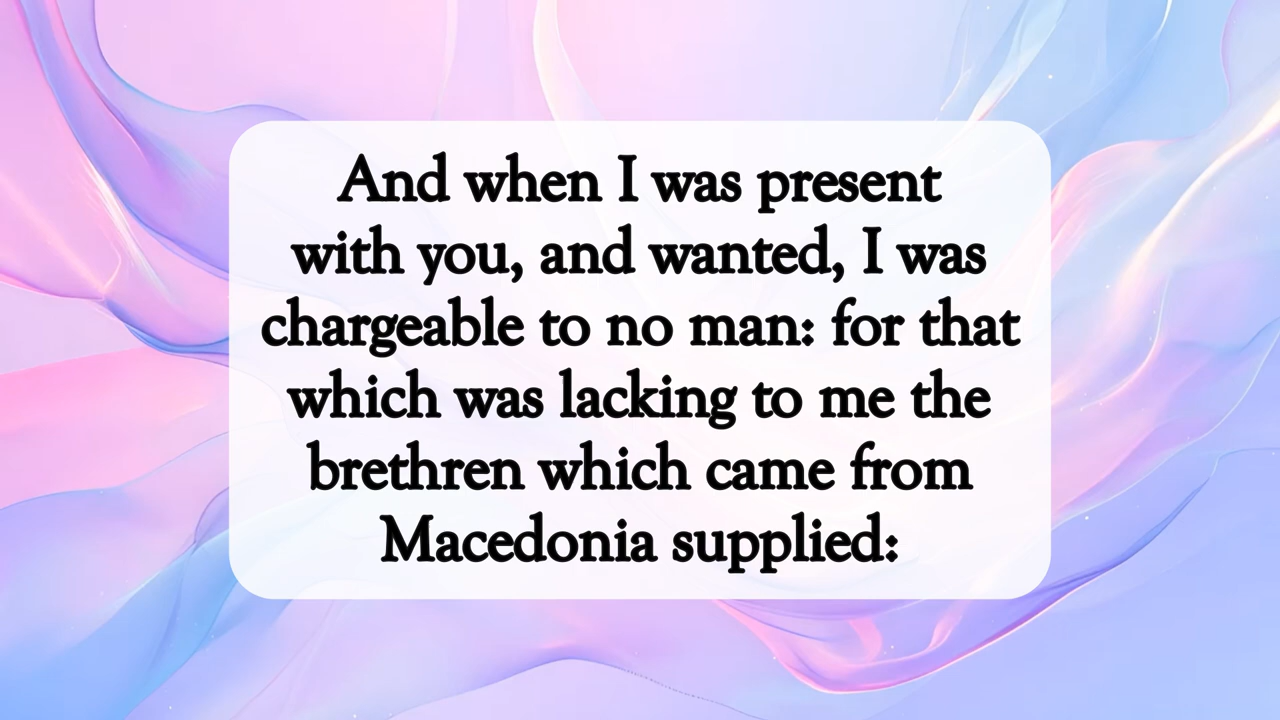 And when I was present
with you, and wanted, I was
chargeable to no man: for that
which was lacking to me the
brethren which came from
Macedonia supplied: